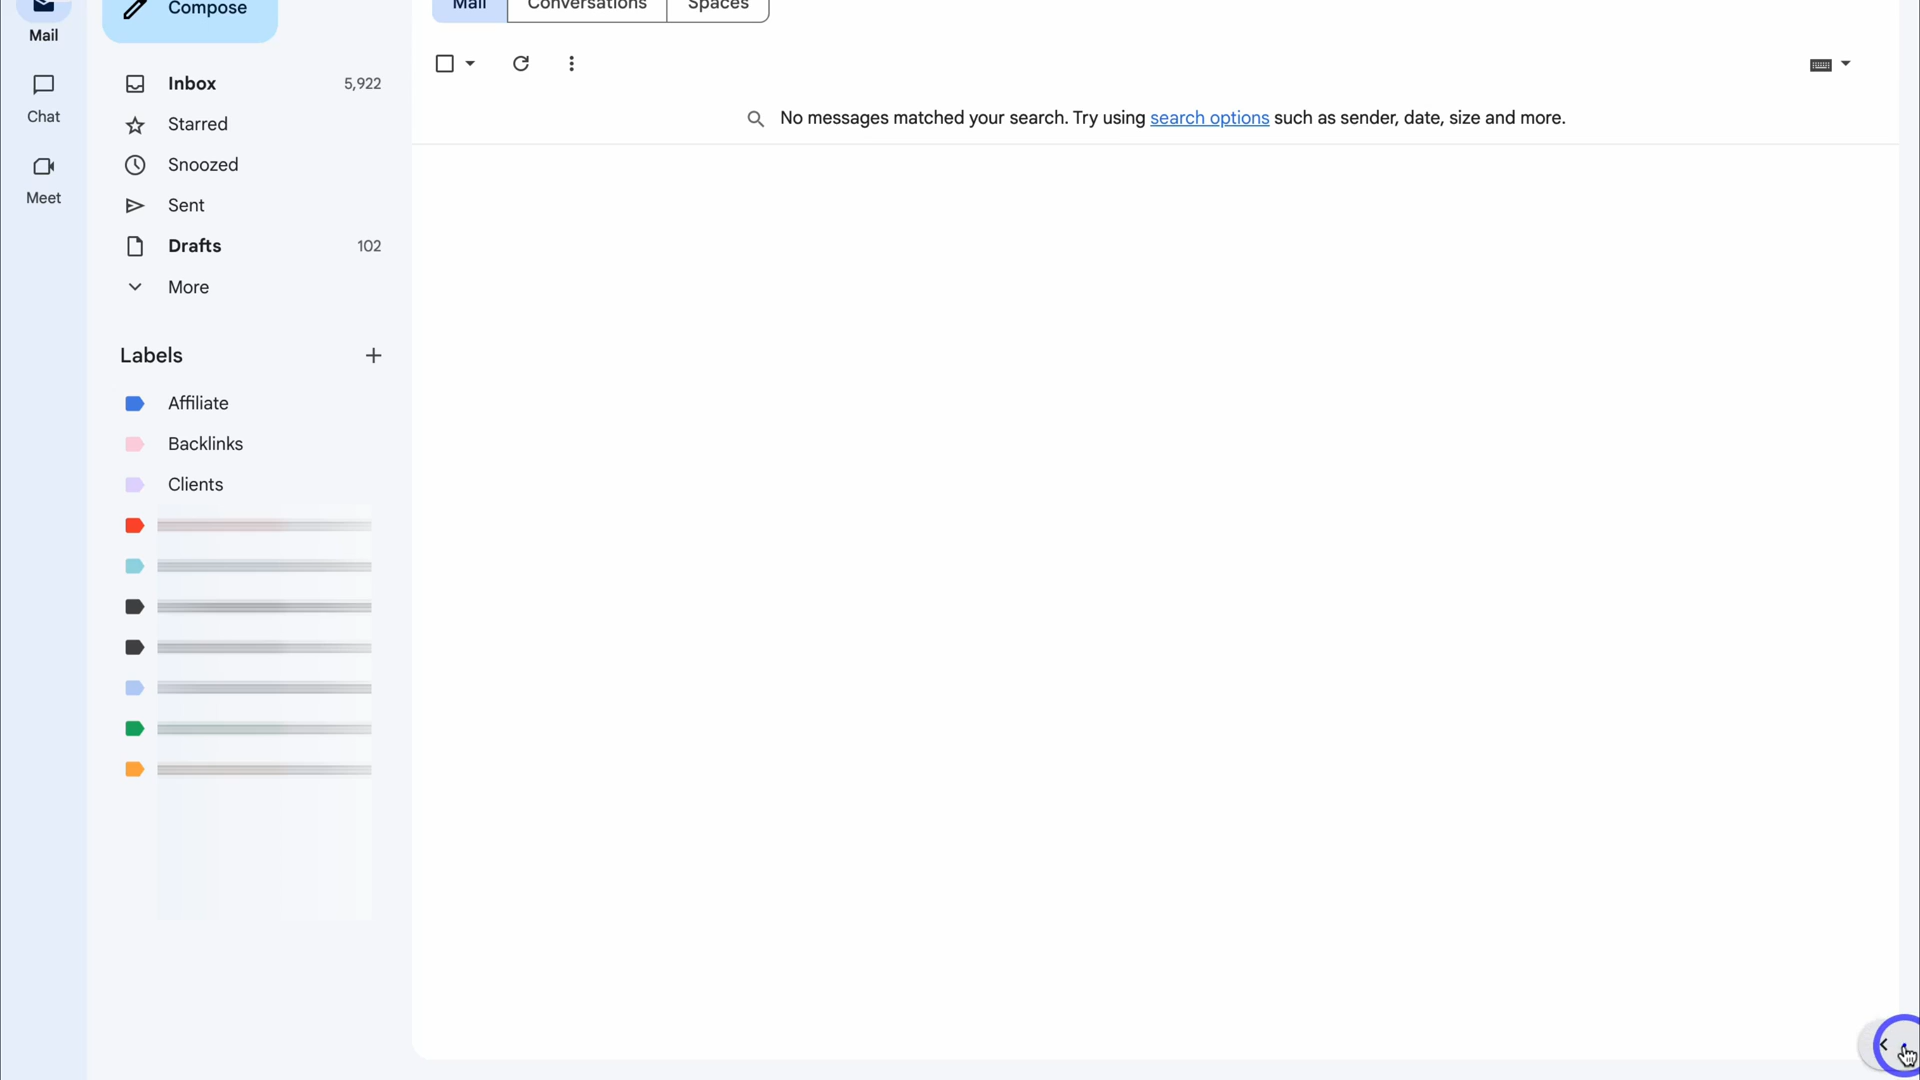 Compose
Mail
Conversations
Spaces
Mail
Chat
Meet
Inbox 5,922
Starred
Snoozed
Sent
Drafts 102
More
Labels
Affiliate
Backlinks
Clients
No messages matched your search. Try using search options such as sender, date, size and more.